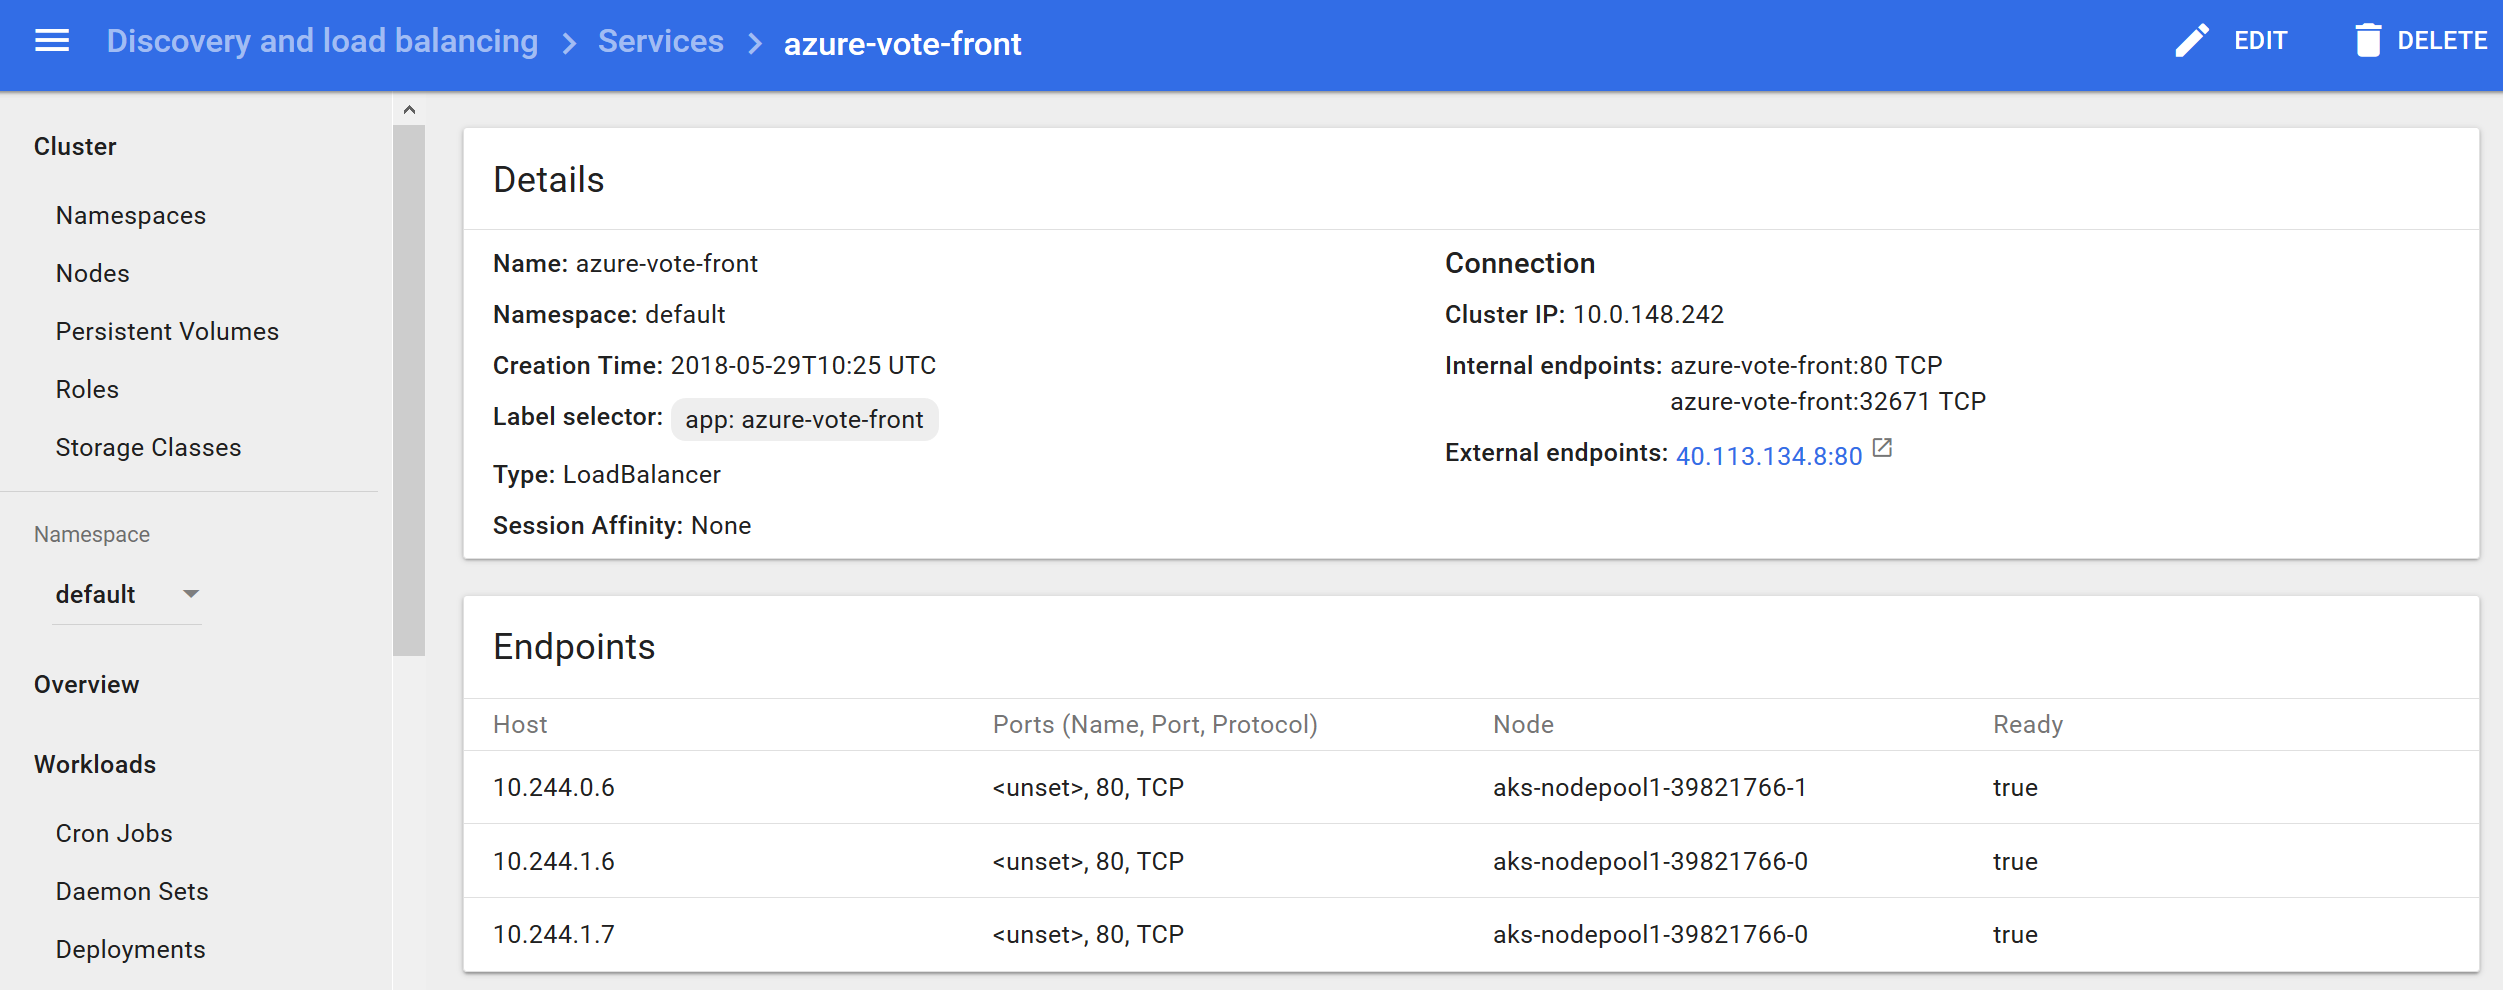 Discovery and load balancing > Services > azure-vote-front
EDIT
DELETE
Cluster
Namespaces
Nodes
Persistent Volumes
Roles
Storage Classes
Namespace
default
Overview
Workloads
Cron Jobs
Daemon Sets
Deployments
Details
Name: azure-vote-front
Namespace: default
Creation Time: 2018-05-29T10:25 UTC
Label selector: app: azure-vote-front
Type: LoadBalancer
Session Affinity: None
Connection
Cluster IP: 10.0.148.242
Internal endpoints: azure-vote-front:80 TCP
azure-vote-front:32671 TCP
External endpoints: 40.113.134.8:80
Endpoints
Host Ports (Name, Port, Protocol) Node Ready
10.244.0.6 <unset>, 80, TCP aks-nodepool1-39821766-1 true
10.244.1.6 <unset>, 80, TCP aks-nodepool1-39821766-0 true
10.244.1.7 <unset>, 80, TCP aks-nodepool1-39821766-0 true